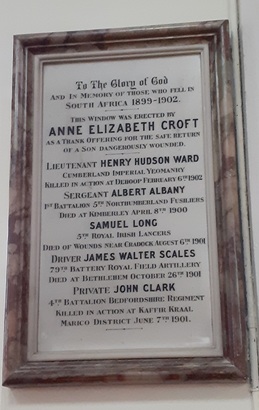 To The Glory of God
AND IN MEMORY OF THOSE WHO FELL IN
SOUTH AFRICA 1899-1902.
THIS WINDOW WAS ERECTED BY
ANNE ELIZABETH CROFT
AS A THANK OFFERING FOR THE SAFE RETURN
OF A SON DANGEROUSLY WOUNDED.
LIEUTENANT HENRY HUDSON WARD
CUMBERLAND IMPERIAL YEOMANRY
KILLED IN ACTION AT DEHOOP FEBRUARY 6TH 1902
SERGEANT ALBERT ALBANY
1ST BATTALION 5TH NORTHUMBERLAND FUSILIERS
DIED AT KIMBERLEY APRIL 8TH 1900
SAMUEL LONG
5TH ROYAL IRISH LANCERS
DIED OF WOUNDS NEAR CRADOCK AUGUST 6TH 1901
DRIVER JAMES WALTER SCALES
79TH BATTERY ROYAL FIELD ARTILLERY
DIED AT BETHLEHEM OCTOBER 26TH 1901
PRIVATE JOHN CLARK
4TH BATTALION BEDFORDSHIRE REGIMENT
KILLED IN ACTION AT KAFFIR KRAAL
MARICO DISTRICT JUNE 7TH 1901.